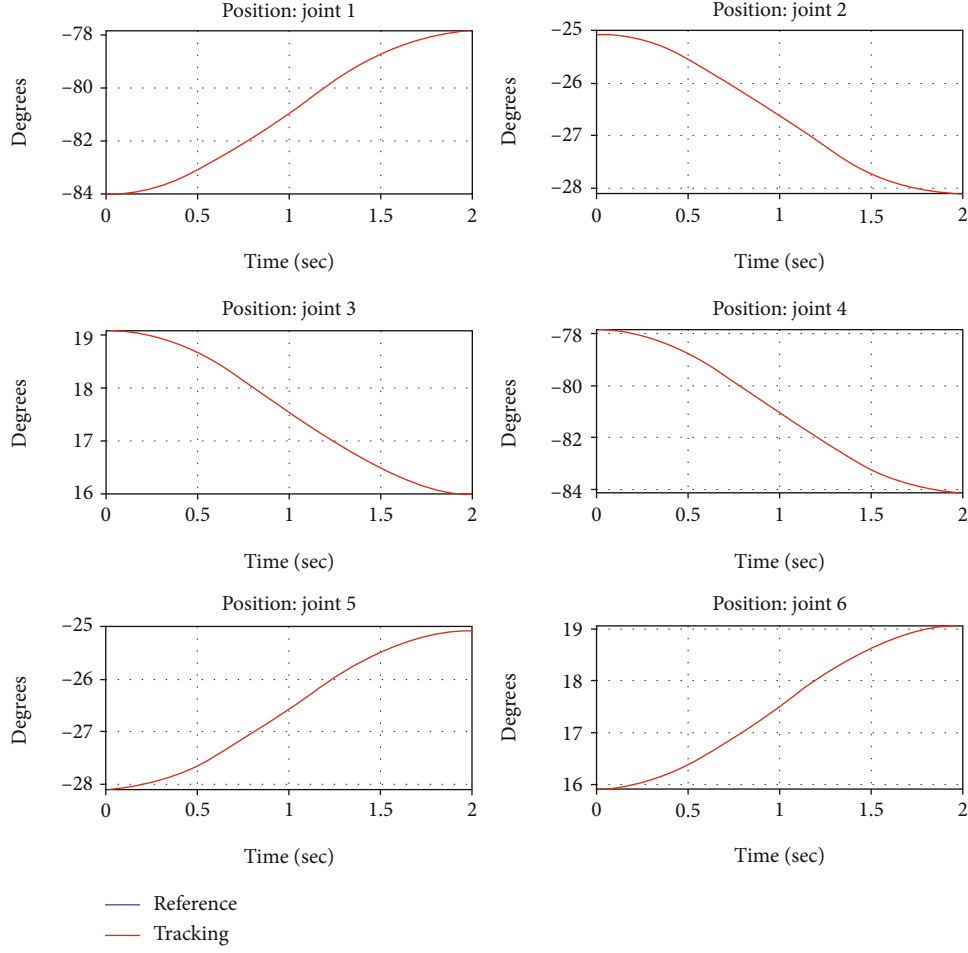 Position: joint 1
Degrees
−78
−80
−82
−84
0 0.5 1 1.5 2
Time (sec)
Position: joint 2
Degrees
−25
−26
−27
−28
0 0.5 1 1.5 2
Time (sec)
Position: joint 3
Degrees
19
18
17
16
0 0.5 1 1.5 2
Time (sec)
Position: joint 4
Degrees
−78
−80
−82
−84
0 0.5 1 1.5 2
Time (sec)
Position: joint 5
Degrees
−25
−26
−27
−28
0 0.5 1 1.5 2
Time (sec)
Position: joint 6
Degrees
19
18
17
16
0 0.5 1 1.5 2
Time (sec)
Reference
Tracking